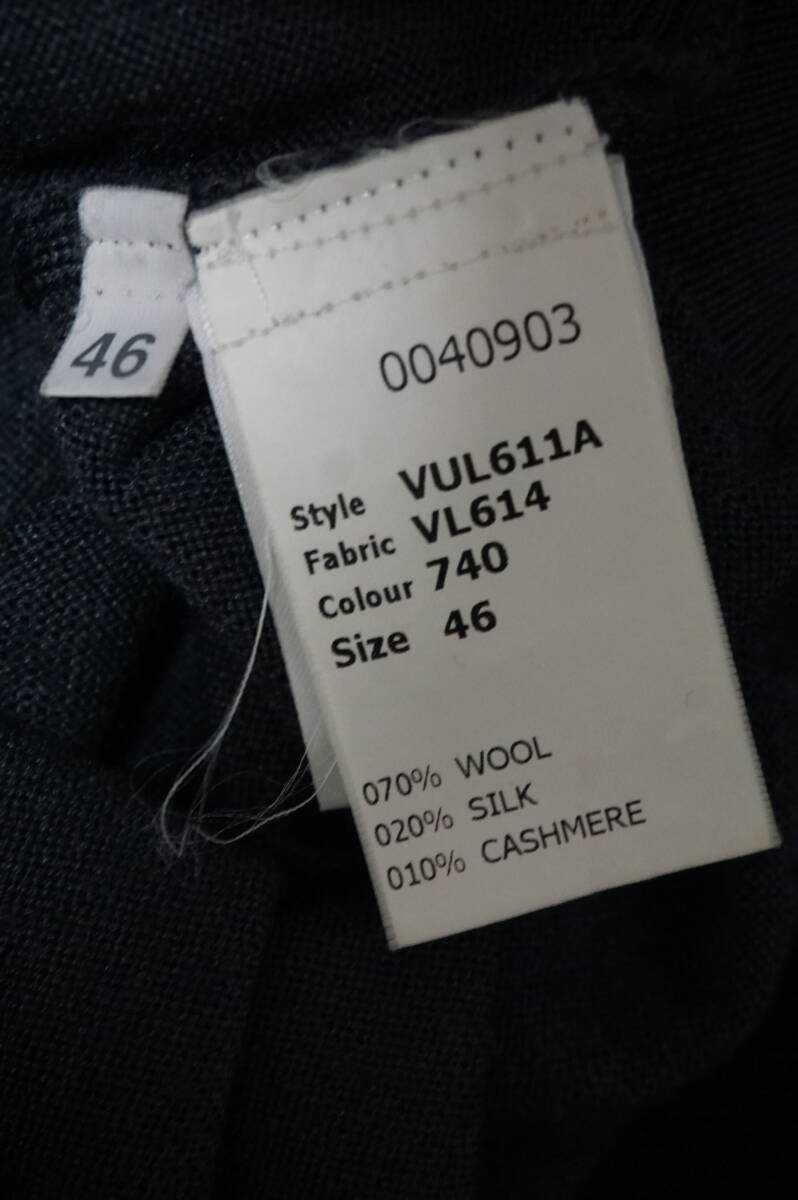 46
0040903
Style VUL611A
Fabric VL614
Colour 740
Size 46
070% WOOL
020% SILK
010% CASHMERE